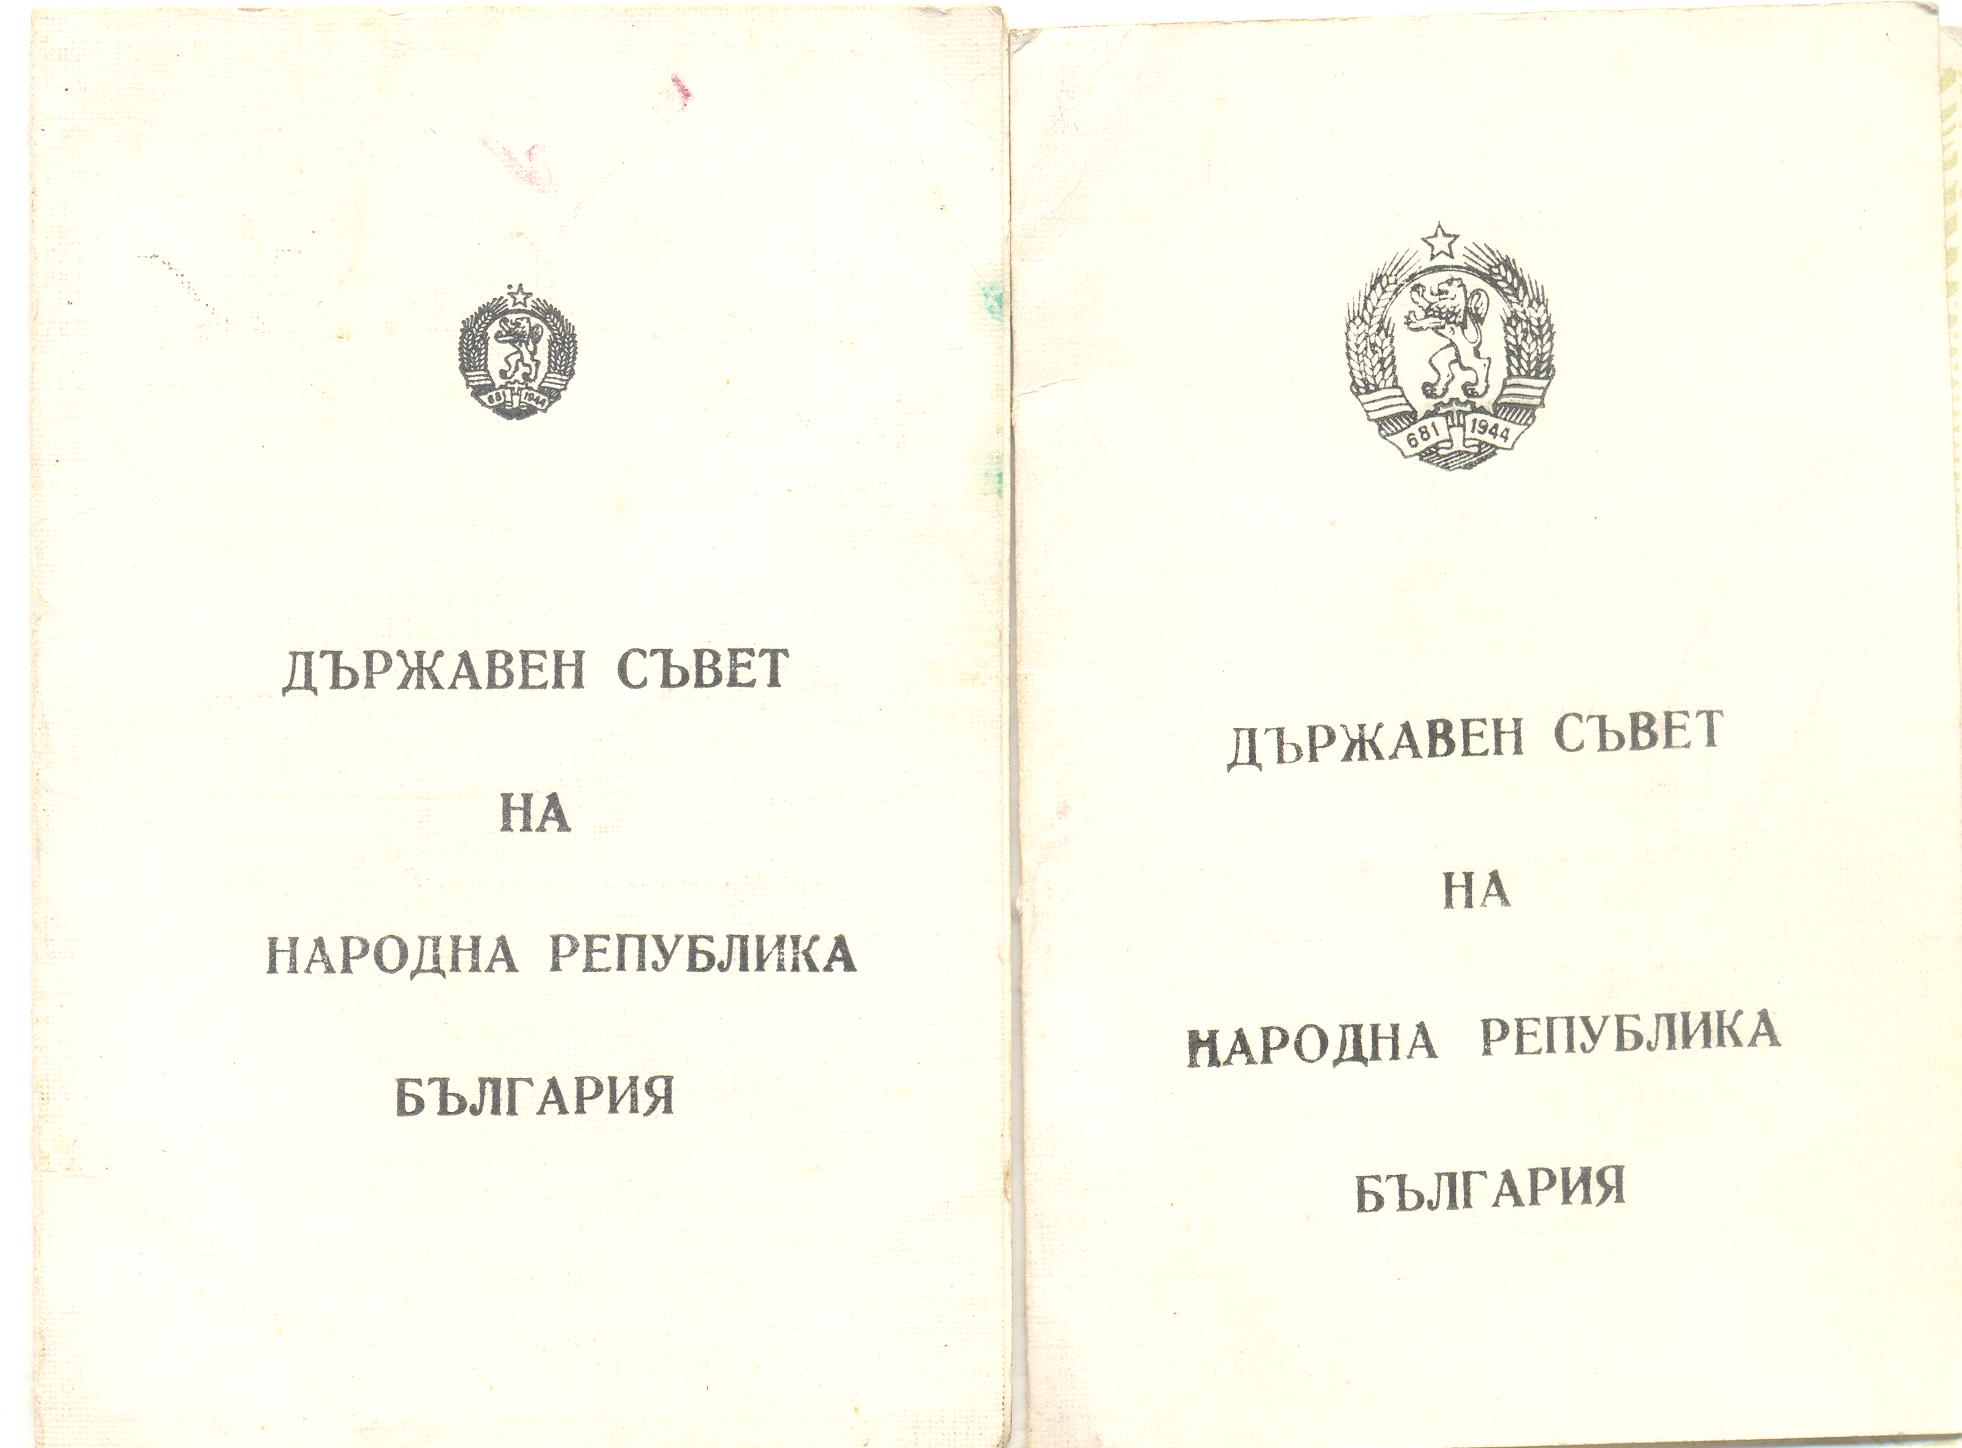 681 1944
ДЪРЖАВЕН СЪВЕТ
НА
НАРОДНА РЕПУБЛИКА
БЪЛГАРИЯ
681 1944
ДЪРЖАВЕН СЪВЕТ
НА
НАРОДНА РЕПУБЛИКА
БЪЛГАРИЯ